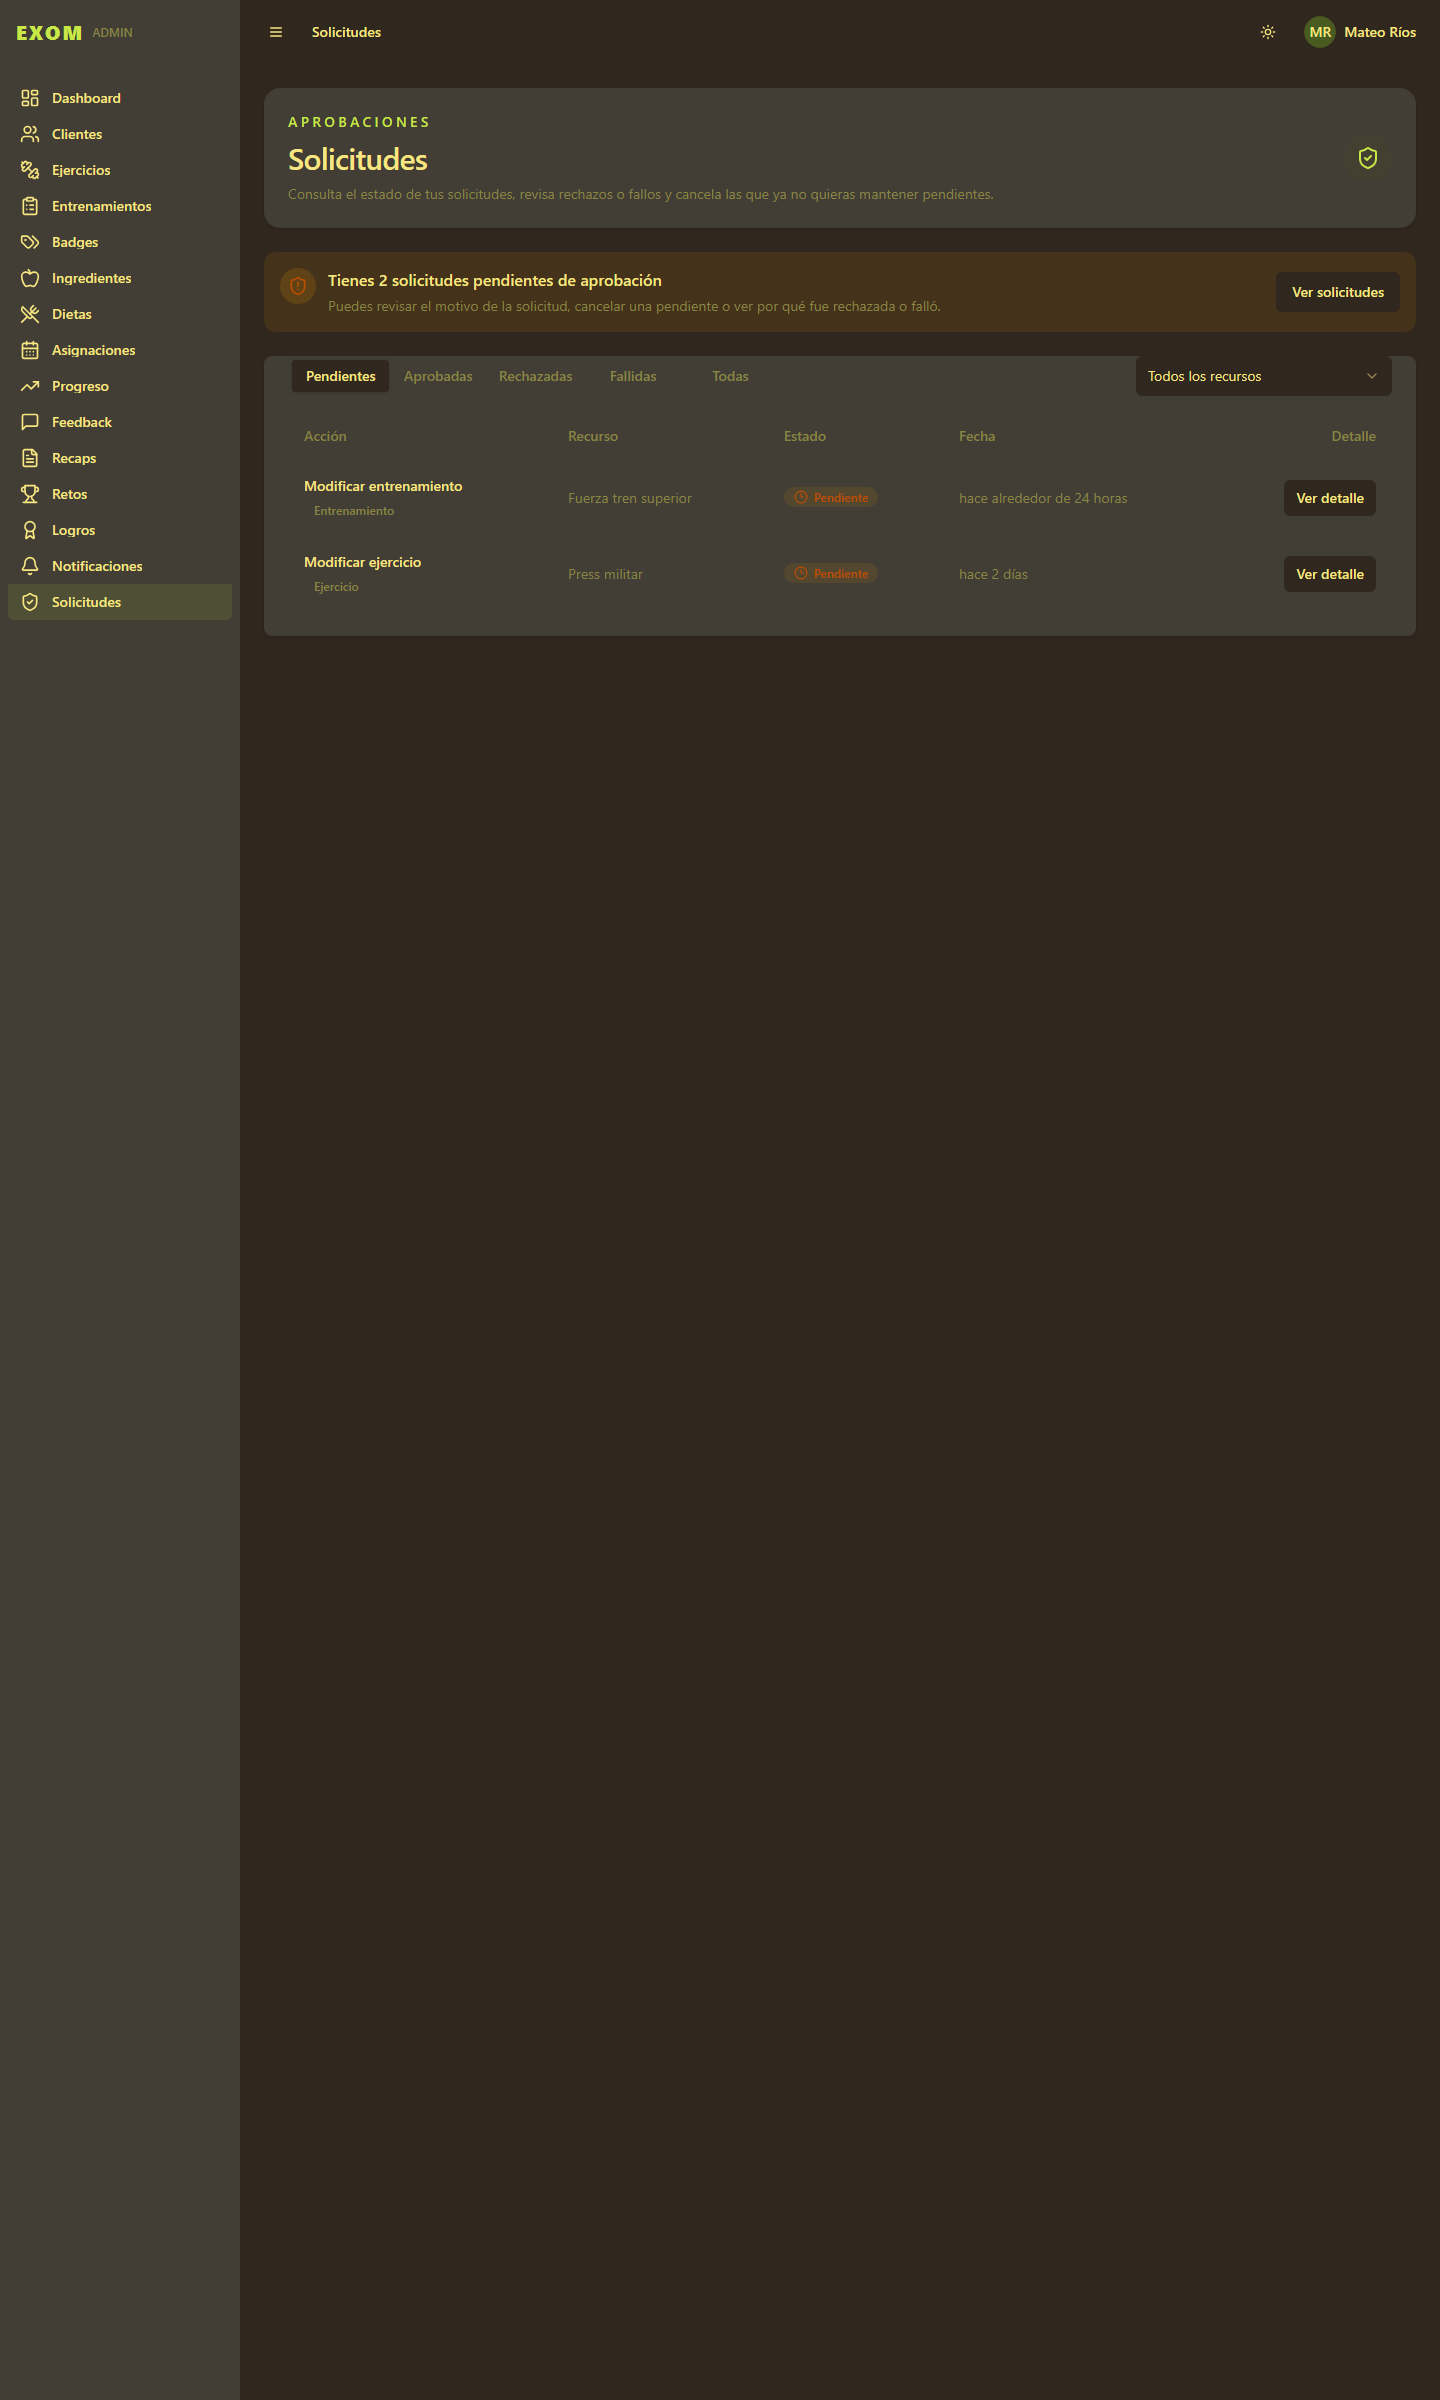 EXOM ADMIN
Dashboard
Clientes
Ejercicios
Entrenamientos
Badges
Ingredientes
Dietas
Asignaciones
Progreso
Feedback
Recaps
Retos
Logros
Notificaciones
Solicitudes
Solicitudes
MR Mateo Ríos
APROBACIONES
Solicitudes
Consulta el estado de tus solicitudes, revisa rechazos o fallos y cancela las que ya no quieras mantener pendientes.
Tienes 2 solicitudes pendientes de aprobación
Puedes revisar el motivo de la solicitud, cancelar una pendiente o ver por qué fue rechazada o falló.
Ver solicitudes
Pendientes Aprobadas Rechazadas Fallidas Todas
Todos los recursos
Acción Recurso Estado Fecha Detalle
Modificar entrenamiento
Entrenamiento
Fuerza tren superior
Pendiente
hace alrededor de 24 horas
Ver detalle
Modificar ejercicio
Ejercicio
Press militar
Pendiente
hace 2 días
Ver detalle